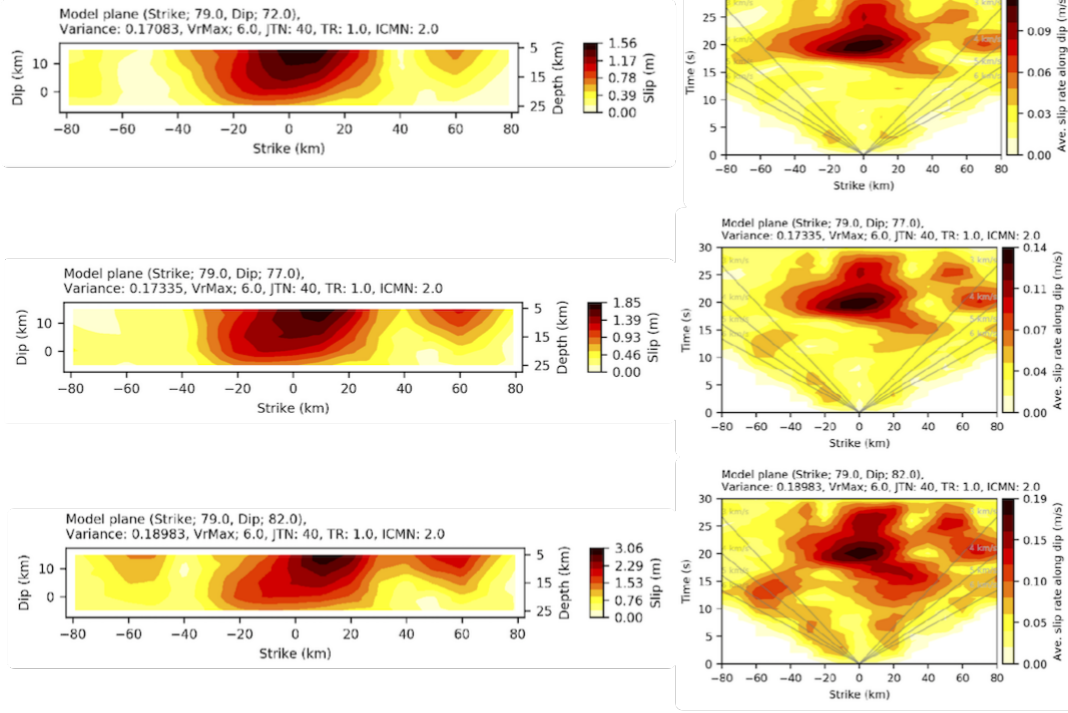 Model plane (Strike; 79.0, Dip; 72.0),
Variance: 0.17083, VrMax; 6.0, JTN: 40, TR: 1.0, ICMN: 2.0
Dip (km)
10
0
−80 −60 −40 −20 0 20 40 60 80
Strike (km)
5
15
25
Depth (km)
1.56
1.17
0.78
0.39
0.00
Slip (m)
25
20
15
10
5
0
Time (s)
−80 −60 −40 −20 0 20 40 60 80
Strike (km)
0.09
0.06
0.03
0.00
Ave. slip rate along dip (m/s)
Model plane (Strike; 79.0, Dip; 77.0),
Variance: 0.17335, VrMax; 6.0, JTN: 40, TR: 1.0, ICMN: 2.0
Dip (km)
10
0
−80 −60 −40 −20 0 20 40 60 80
Strike (km)
5
15
25
Depth (km)
1.85
1.39
0.93
0.46
0.00
Slip (m)
Model plane (Strike; 79.0, Dip; 77.0),
Variance: 0.17335, VrMax; 6.0, JTN: 40, TR: 1.0, ICMN: 2.0
30
25
20
15
10
5
0
Time (s)
3 km/s
4 km/s
−80 −60 −40 −20 0 20 40 60 80
Strike (km)
0.14
0.11
0.07
0.04
0.00
Ave. slip rate along dip (m/s)
Model plane (Strike; 79.0, Dip; 82.0),
Variance: 0.18983, VrMax; 6.0, JTN: 40, TR: 1.0, ICMN: 2.0
Dip (km)
10
0
−80 −60 −40 −20 0 20 40 60 80
Strike (km)
5
15
25
Depth (km)
3.06
2.29
1.53
0.76
0.00
Slip (m)
Model plane (Strike; 79.0, Dip; 82.0),
Variance: 0.18983, VrMax; 6.0, JTN: 40, TR: 1.0, ICMN: 2.0
30
25
20
15
10
5
0
Time (s)
3 km/s
4 km/s
−80 −60 −40 −20 0 20 40 60 80
Strike (km)
0.19
0.15
0.10
0.05
0.00
Ave. slip rate along dip (m/s)